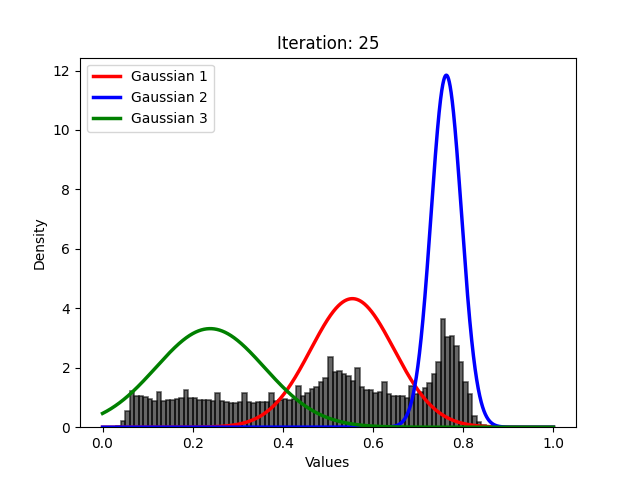 Iteration: 25
Gaussian 1
Gaussian 2
Gaussian 3
Density
12
10
8
6
4
2
0
0.0 0.2 0.4 0.6 0.8 1.0
Values